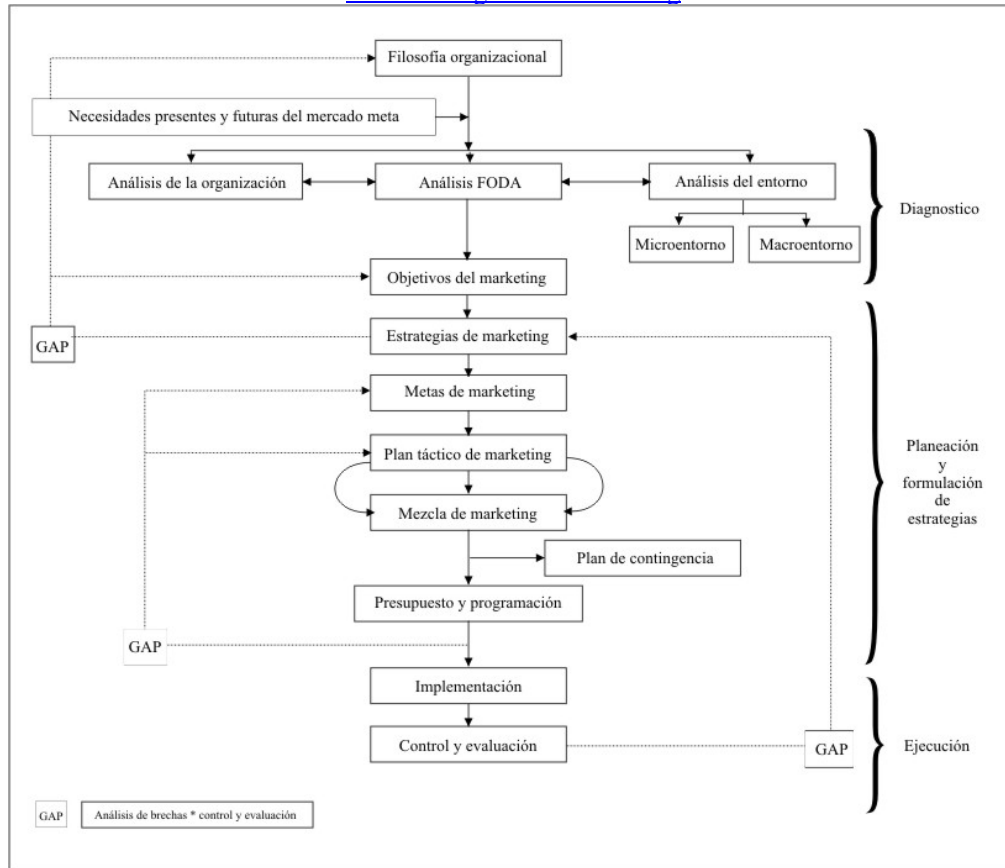 Filosofía organizacional
Necesidades presentes y futuras del mercado meta
Análisis de la organización
Análisis FODA
Análisis del entorno
Diagnostico
Microentorno
Macroentorno
Objetivos del marketing
GAP
Estrategias de marketing
Metas de marketing
Planeación
y
formulación
de
estrategias
Plan táctico de marketing
Mezcla de marketing
Plan de contingencia
Presupuesto y programación
GAP
Implementación
Control y evaluación
GAP
Ejecución
GAP
Análisis de brechas * control y evaluación